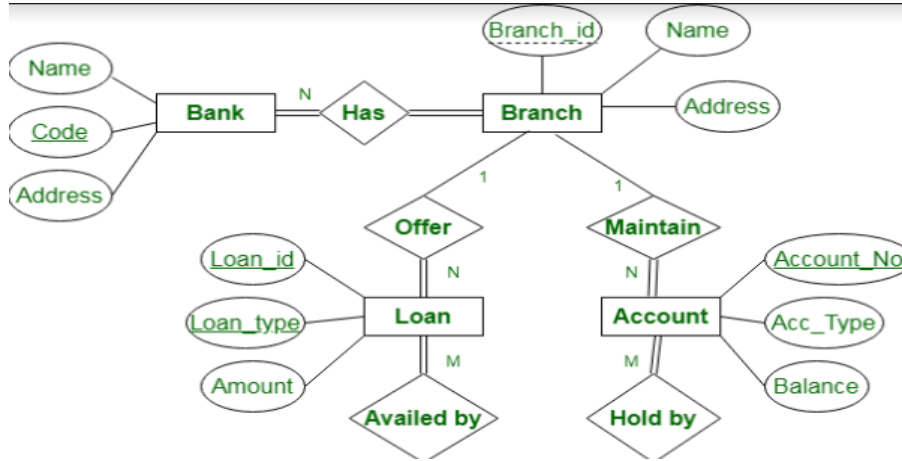 Branch_id
Name
Name
N
Bank
Has
Branch
Address
Code
Address
1
1
Offer
Maintain
Loan_id
N
N
Account_No
Loan_type
Loan
Account
Acc_Type
Amount
M
M
Balance
Availed by
Hold by